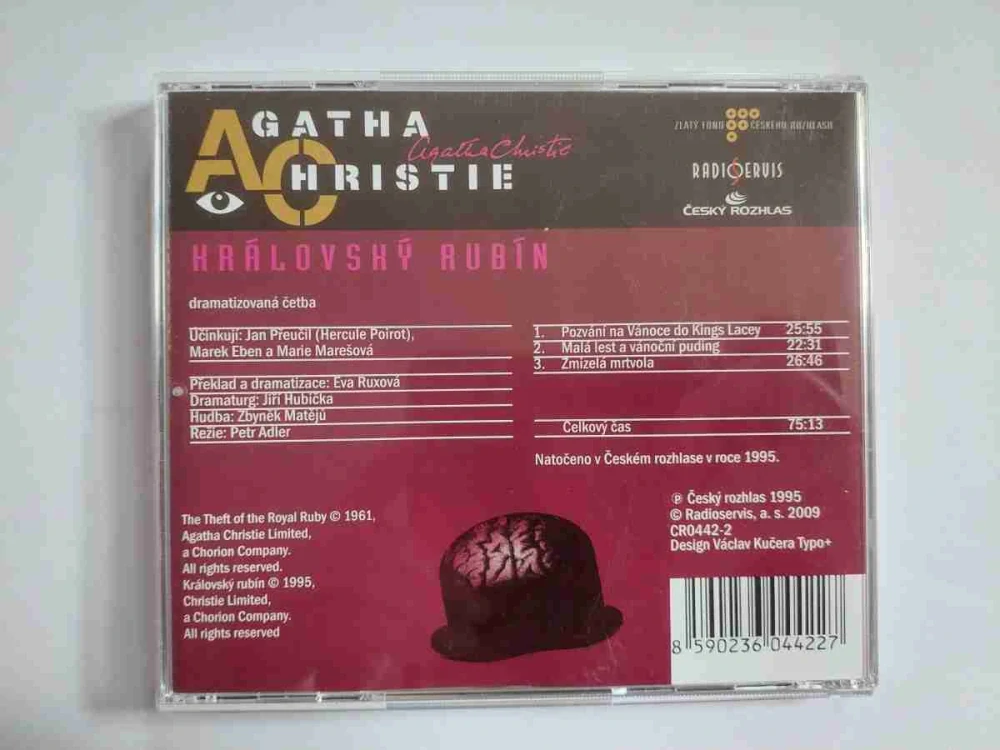 AGATHA
Agatha Christie
CHRISTIE
ZLATÝ FOND ČESKÉHO ROZHLASU
RADIOSERVIS
ČESKÝ ROZHLAS
KRÁLOVSKÝ RUBÍN
dramatizovaná četba
Účinkují: Jan Přeučil (Hercule Poirot),
Marek Eben a Marie Marešová
Překlad a dramatizace: Eva Ruxová
Dramaturg: Jiří Hubička
Hudba: Zbyněk Matějů
Režie: Petr Adler
1. Pozvání na Vánoce do Kings Lacey 25:55
2. Malá lest a vánoční puding 22:31
3. Zmizelá mrtvola 26:46
Celkový čas 75:13
Natočeno v Českém rozhlase v roce 1995.
The Theft of the Royal Ruby © 1961,
Agatha Christie Limited,
a Chorion Company.
All rights reserved.
Královský rubín © 1995,
Christie Limited,
a Chorion Company.
All rights reserved
℗ Český rozhlas 1995
© Radioservis, a. s. 2009
CR0442-2
Design Václav Kučera Typo+
8 590236 044227